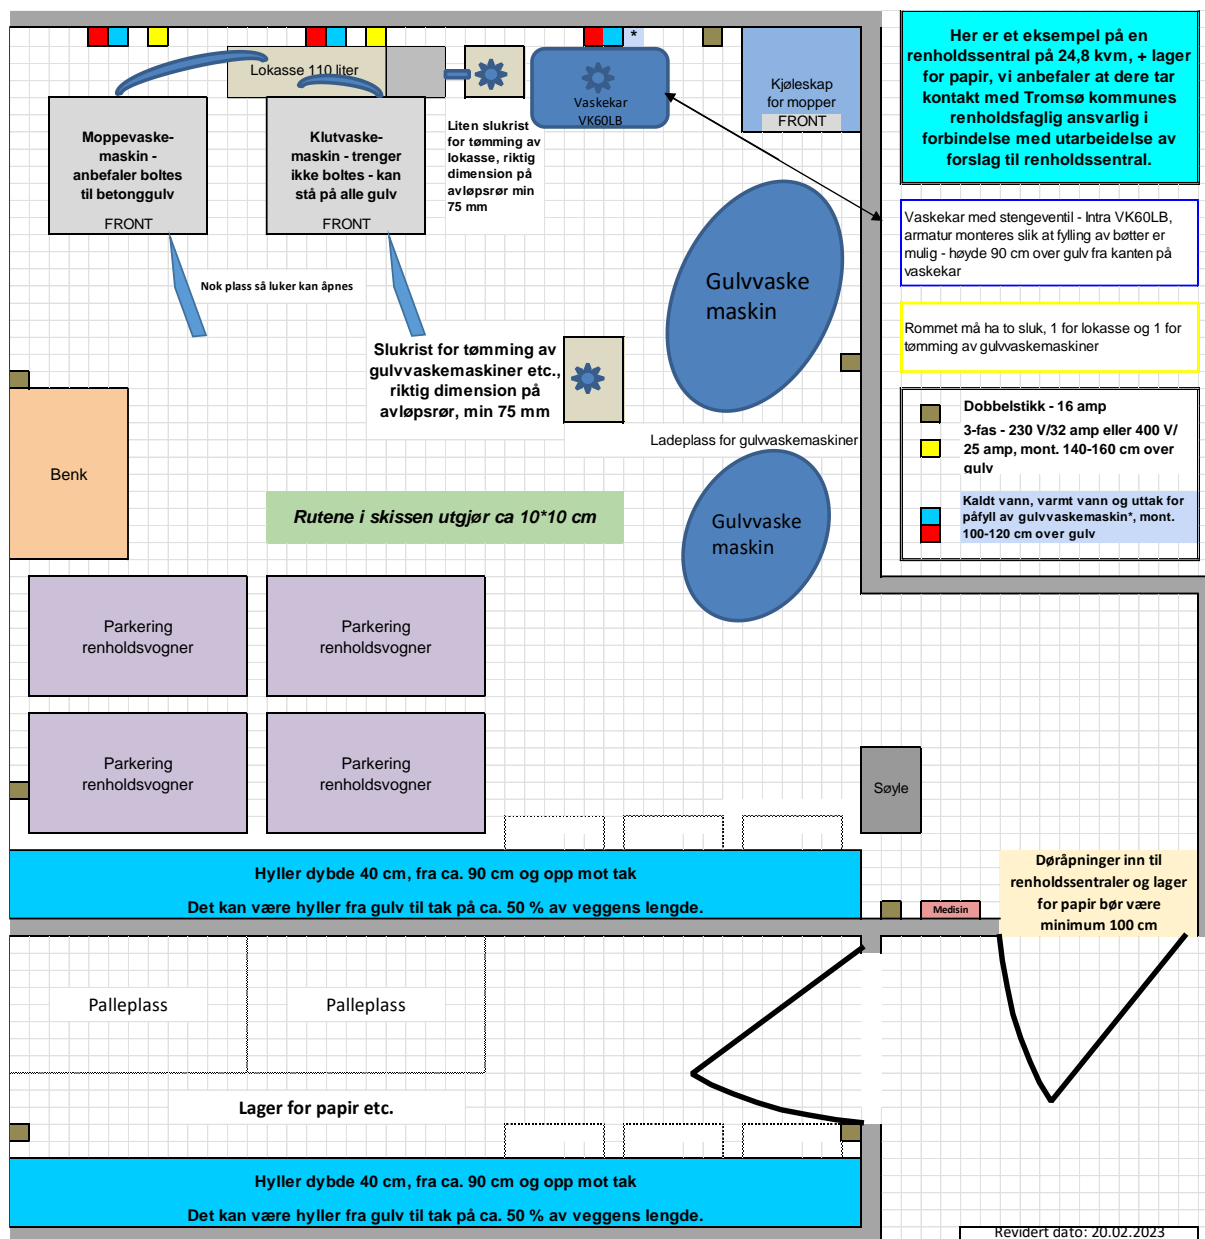 *
Lokasse 110 liter
Vaskekar
VK60LB
Kjøleskap
for mopper
FRONT
Her er et eksempel på en
renholdssentral på 24,8 kvm, + lager
for papir, vi anbefaler at dere tar
kontakt med Tromsø kommunes
renholdsfaglig ansvarlig i
forbindelse med utarbeidelse av
forslag til renholdssentral.
Moppevaske-
maskin -
anbefaler boltes
til betonggulv
FRONT
Klutvaske-
maskin - trenger
ikke boltes - kan
stå på alle gulv
FRONT
Liten slukrist
for tømming av
lokasse, riktig
dimension på
avløpsrør min
75 mm
Vaskekar med stengeventil - Intra VK60LB,
armatur monteres slik at fylling av bøtter er
mulig - høyde 90 cm over gulv fra kanten på
vaskekar
Nok plass så luker kan åpnes
Gulvvaske
maskin
Rommet må ha to sluk, 1 for lokasse og 1 for
tømming av gulvvaskemaskiner
Slukrist for tømming av
gulvvaskemaskiner etc.,
riktig dimension på
avløpsrør, min 75 mm
Dobbelstikk - 16 amp
3-fas - 230 V/32 amp eller 400 V/
25 amp, mont. 140-160 cm over
gulv
Kaldt vann, varmt vann og uttak for
påfyll av gulvvaskemaskin*, mont.
100-120 cm over gulv
Ladeplass for gulvvaskemaskiner
Benk
Rutene i skissen utgjør ca 10*10 cm
Gulvvaske
maskin
Parkering
renholdsvogner
Parkering
renholdsvogner
Parkering
renholdsvogner
Parkering
renholdsvogner
Søyle
Hyller dybde 40 cm, fra ca. 90 cm og opp mot tak
Det kan være hyller fra gulv til tak på ca. 50 % av veggens lengde.
Medisin
Døråpninger inn til
renholdssentraler og lager
for papir bør være
minimum 100 cm
Palleplass
Palleplass
Lager for papir etc.
Hyller dybde 40 cm, fra ca. 90 cm og opp mot tak
Det kan være hyller fra gulv til tak på ca. 50 % av veggens lengde.
Revidert dato: 20.02.2023